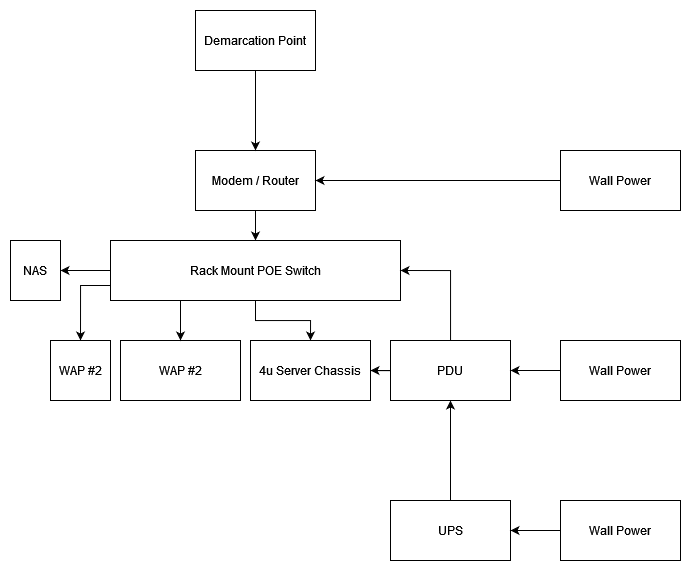 Demarcation Point
Modem / Router
Wall Power
NAS
Rack Mount POE Switch
WAP #2
WAP #2
4u Server Chassis
PDU
Wall Power
UPS
Wall Power